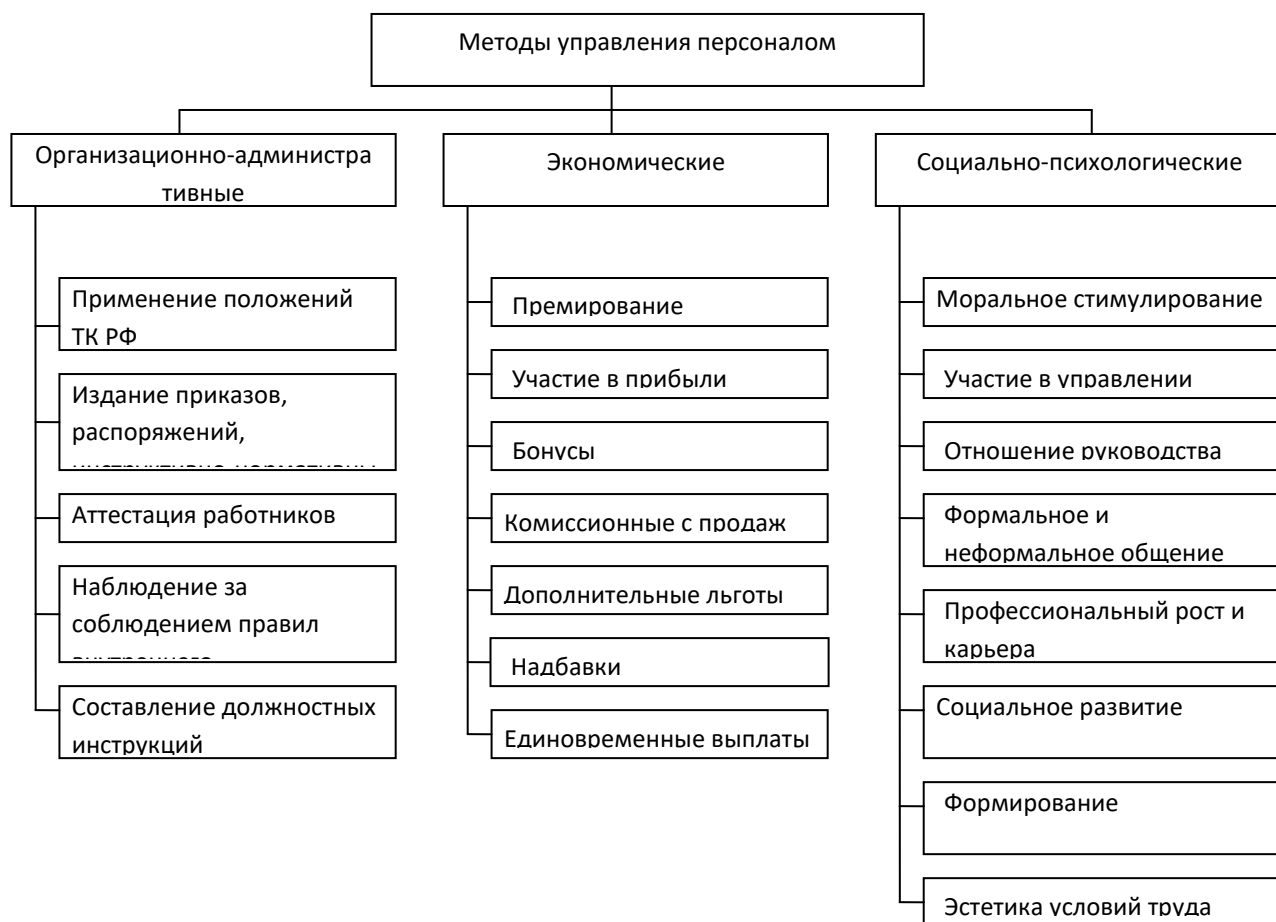 Методы управления персоналом
Организационно-администра
тивные
Экономические
Социально-психологические
Применение положений
ТК РФ
Издание приказов,
распоряжений,
Аттестация работников
Наблюдение за
соблюдением правил
Составление должностных
инструкций
Премирование
Участие в прибыли
Бонусы
Комиссионные с продаж
Дополнительные льготы
Надбавки
Единовременные выплаты
Моральное стимулирование
Участие в управлении
Отношение руководства
Формальное и
неформальное общение
Профессиональный рост и
карьера
Социальное развитие
Формирование
Эстетика условий труда